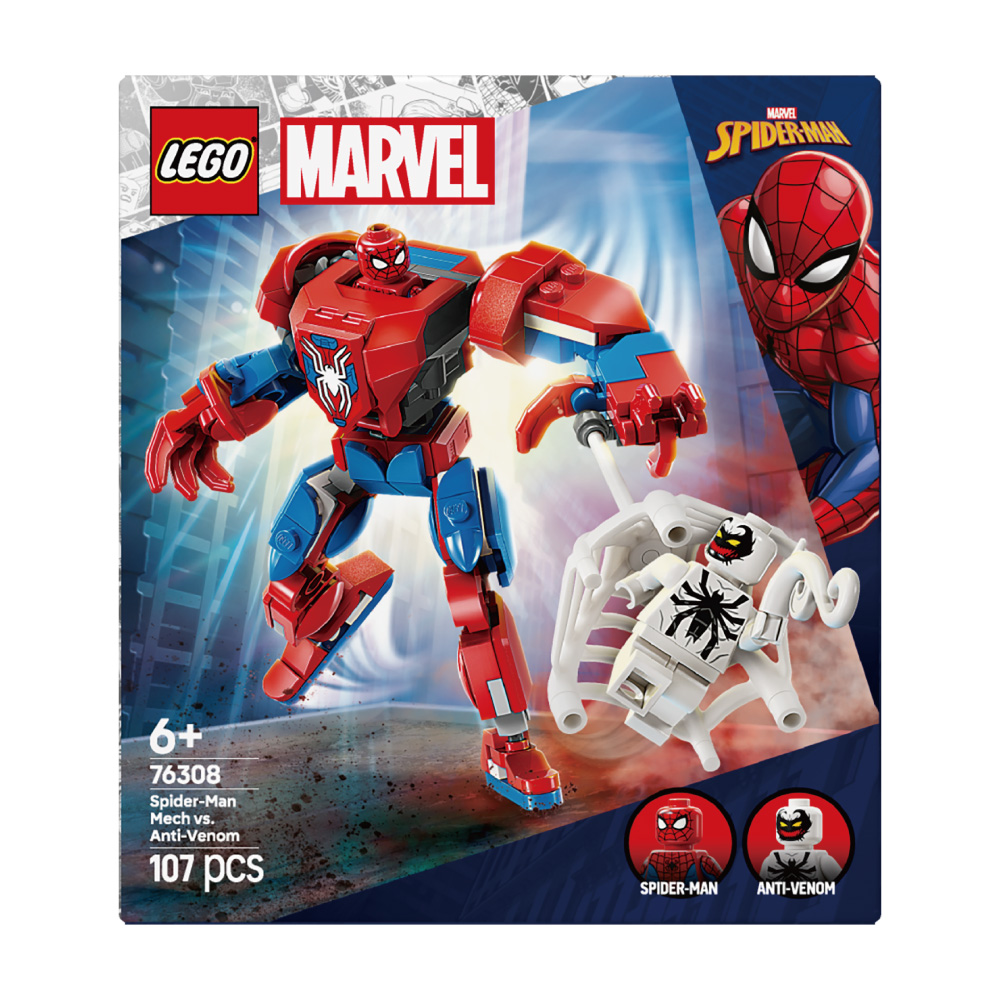 LEGO
MARVEL
MARVEL
SPIDER-MAN
6+
76308
Spider-Man
Mech vs.
Anti-Venom
107 pcs
SPIDER-MAN
ANTI-VENOM